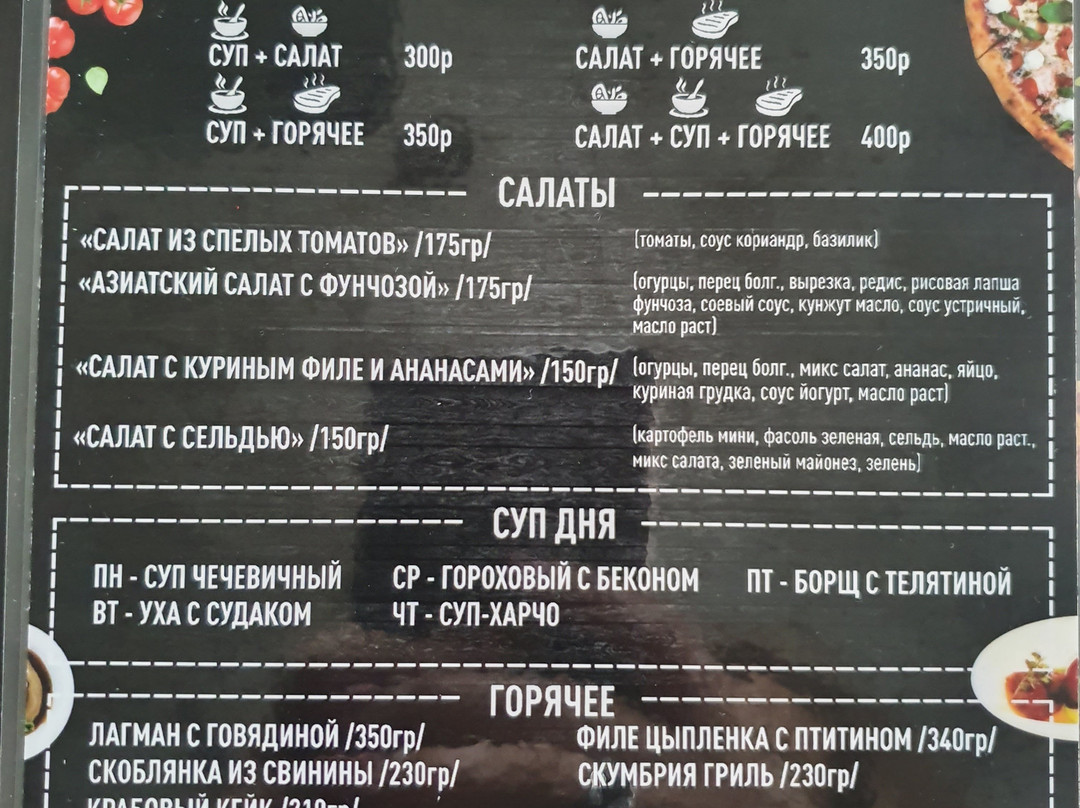 СУП + САЛАТ 300р
САЛАТ + ГОРЯЧЕЕ 350р
СУП + ГОРЯЧЕЕ 350р
САЛАТ + СУП + ГОРЯЧЕЕ 400р
САЛАТЫ
«САЛАТ ИЗ СПЕЛЫХ ТОМАТОВ» /175гр/
(томаты, соус кориандр, базилик)
«АЗИАТСКИЙ САЛАТ С ФУНЧОЗОЙ» /175гр/
(огурцы, перец болг., вырезка, редис, рисовая лапша
фунчоза, соевый соус, кунжут масло, соус устричный,
масло раст)
«САЛАТ С КУРИНЫМ ФИЛЕ И АНАНАСАМИ» /150гр/
(огурцы, перец болг., микс салат, ананас, яйцо,
куриная грудка, соус йогурт, масло раст)
«САЛАТ С СЕЛЬДЬЮ» /150гр/
(картофель мини, фасоль зеленая, сельдь, масло раст.,
микс салата, зеленый майонез, зелень)
СУП ДНЯ
ПН - СУП ЧЕЧЕВИЧНЫЙ
ВТ - УХА С СУДАКОМ
СР - ГОРОХОВЫЙ С БЕКОНОМ
ЧТ - СУП-ХАРЧО
ПТ - БОРЩ С ТЕЛЯТИНОЙ
ГОРЯЧЕЕ
ЛАГМАН С ГОВЯДИНОЙ /350гр/
СКОБЛЯНКА ИЗ СВИНИНЫ /230гр/
КРАБОВЫЙ КЕЙК /210гр/
ФИЛЕ ЦЫПЛЕНКА С ПТИТИНОМ /340гр/
СКУМБРИЯ ГРИЛЬ /230гр/